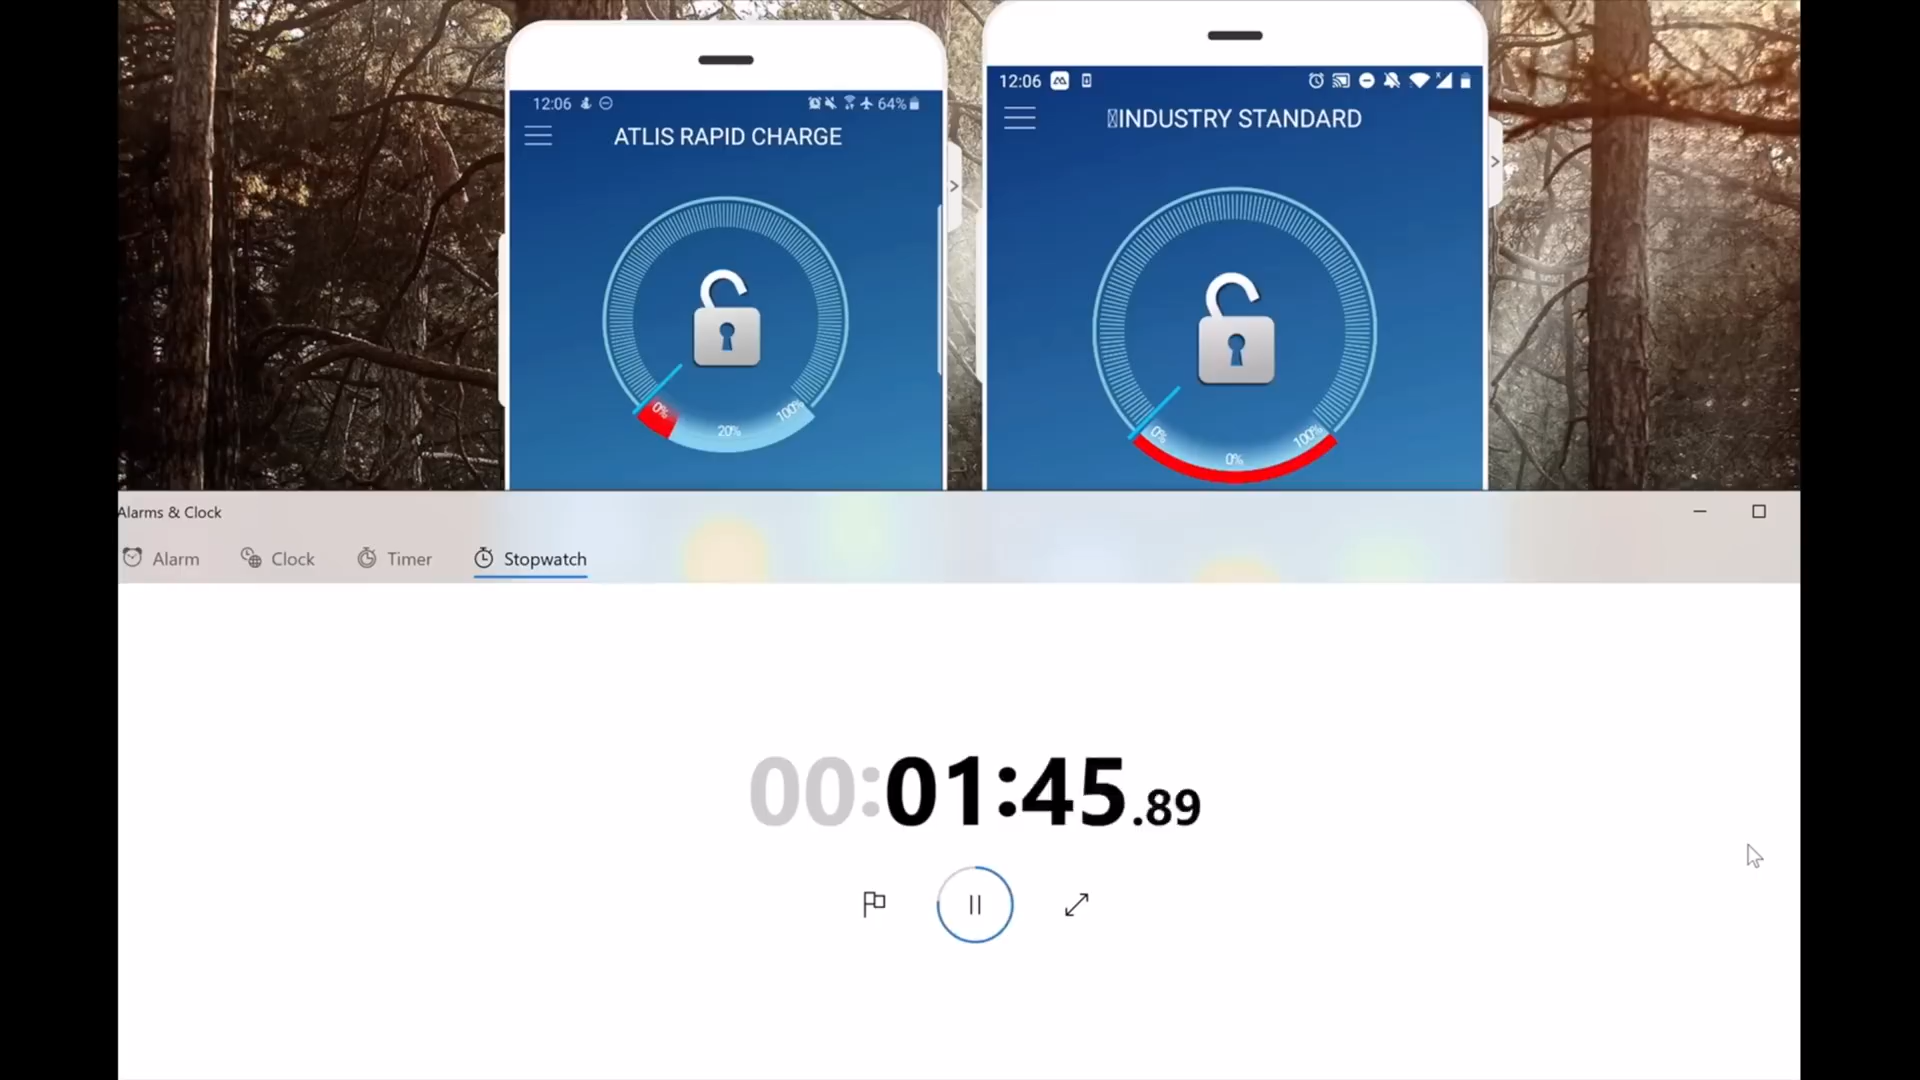 12:06
64%
ATLIS RAPID CHARGE
0%
20%
100%
12:06
INDUSTRY STANDARD
0%
0%
100%
Alarms & Clock
Alarm
Clock
Timer
Stopwatch
00:01:45.89